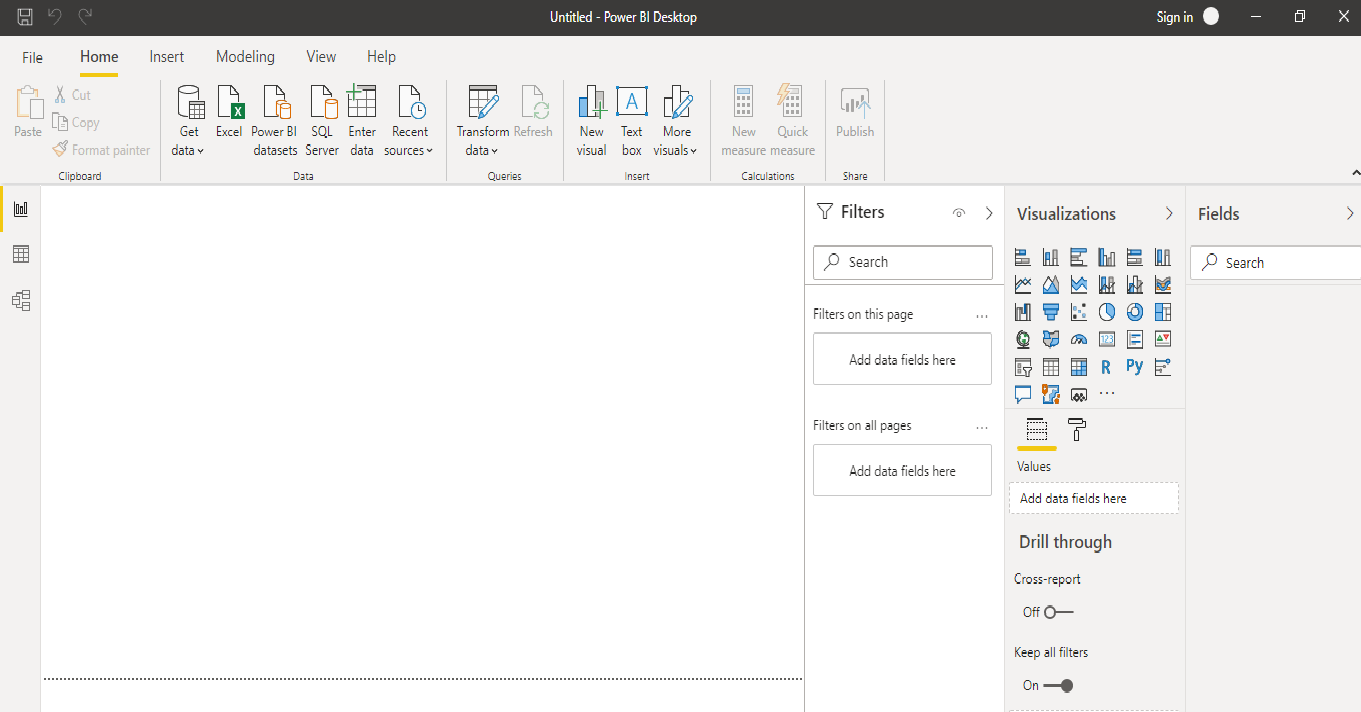 Untitled - Power BI Desktop
Sign in
File Home Insert Modeling View Help
Paste
Cut
Copy
Format painter
Clipboard
Get data
Excel
Power BI datasets
SQL Server
Enter data
Recent sources
Data
Transform data
Refresh
Queries
New visual
Text box
More visuals
Insert
New measure
Quick measure
Calculations
Publish
Share
Filters
Search
Filters on this page ...
Add data fields here
Filters on all pages ...
Add data fields here
Visualizations
123
R Py
...
Values
Add data fields here
Drill through
Cross-report
Off
Keep all filters
On
Fields
Search